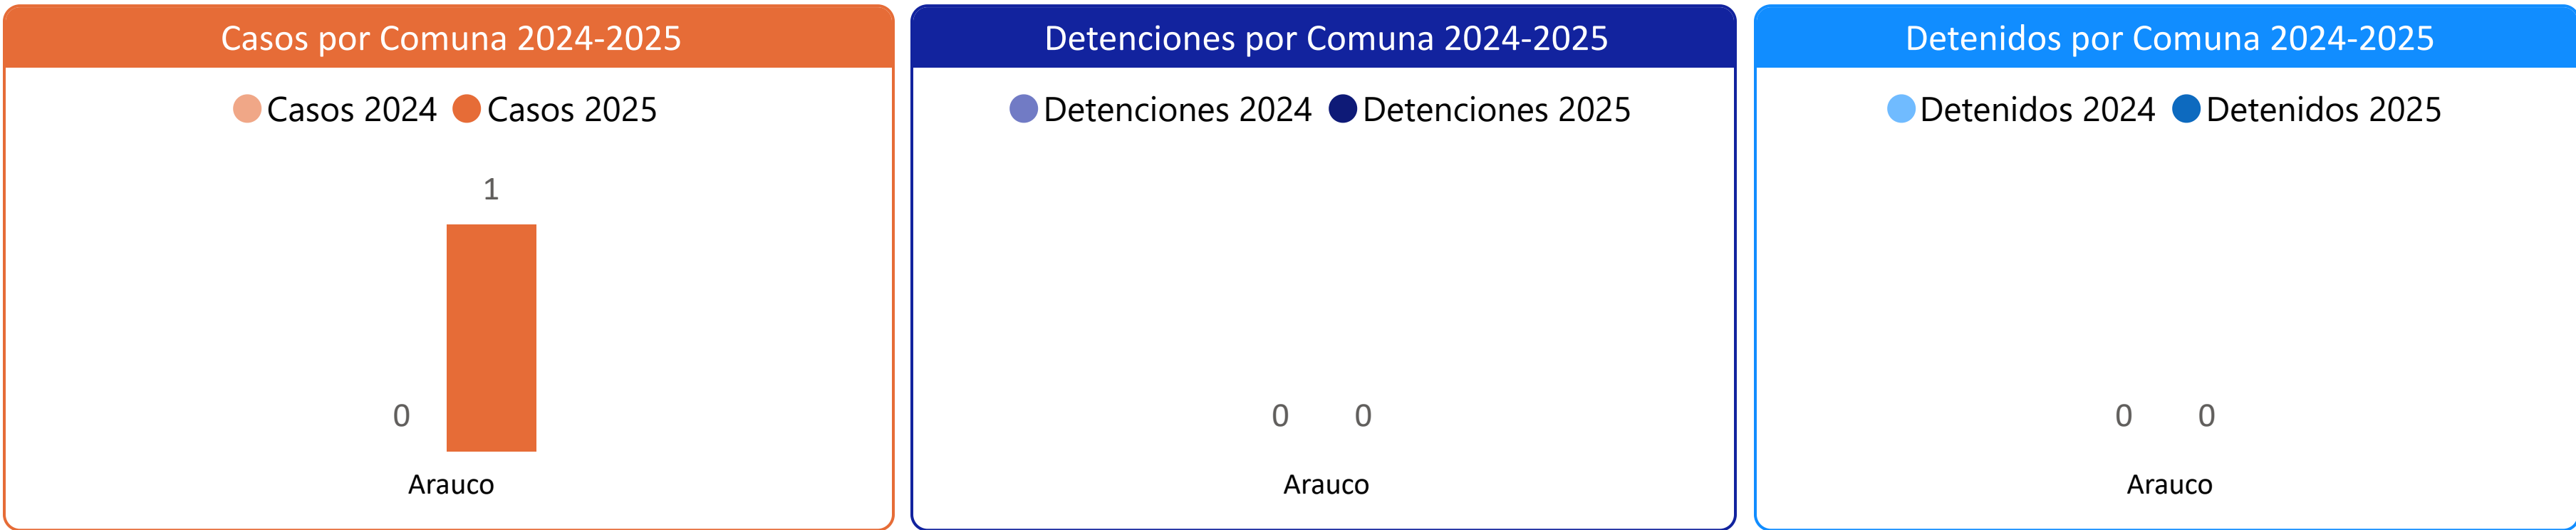 Casos por Comuna 2024-2025
Casos 2024 Casos 2025
1
0
Arauco
Detenciones por Comuna 2024-2025
Detenciones 2024 Detenciones 2025
0 0
Arauco
Detenidos por Comuna 2024-2025
Detenidos 2024 Detenidos 2025
0 0
Arauco